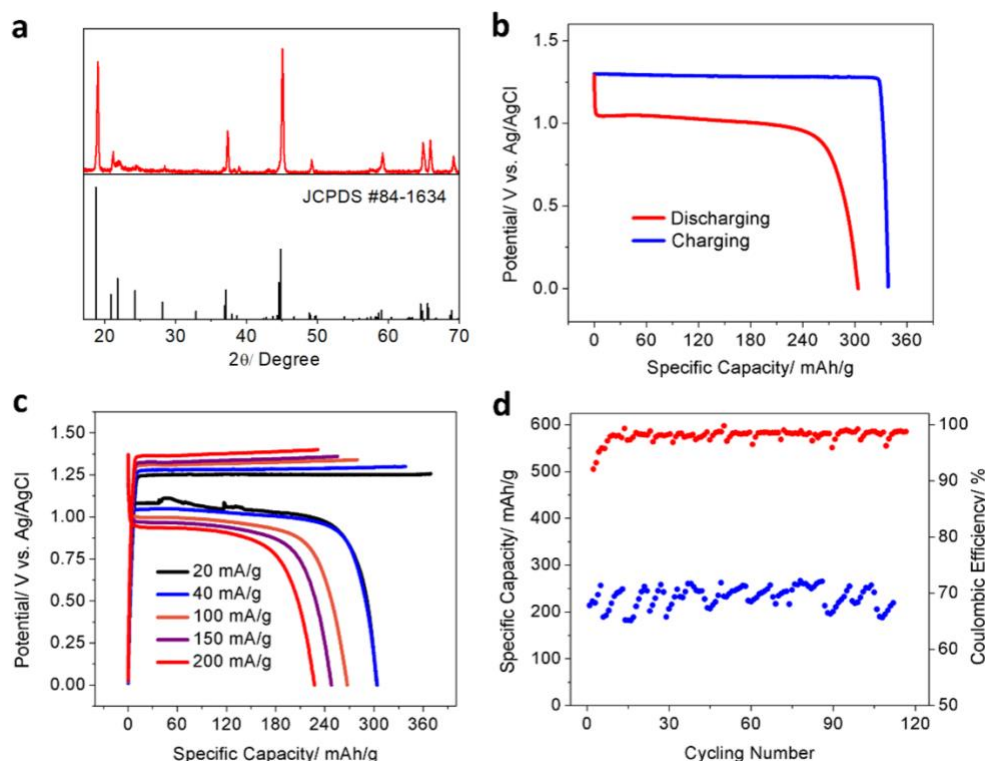 a
JCPDS #84-1634
20 30 40 50 60 70
2θ/ Degree
b
1.5
1.0
0.5
0.0
Potential/ V vs. Ag/AgCl
Discharging
Charging
0 60 120 180 240 300 360
Specific Capacity/ mAh/g
c
1.50
1.25
1.00
0.75
0.50
0.25
0.00
Potential/ V vs. Ag/AgCl
20 mA/g
40 mA/g
100 mA/g
150 mA/g
200 mA/g
0 60 120 180 240 300 360
Specific Capacity/ mAh/g
d
600
500
400
300
200
100
0
Specific Capacity/ mAh/g
100
90
80
70
60
50
Coulombic Efficiency/ %
0 30 60 90 120
Cycling Number